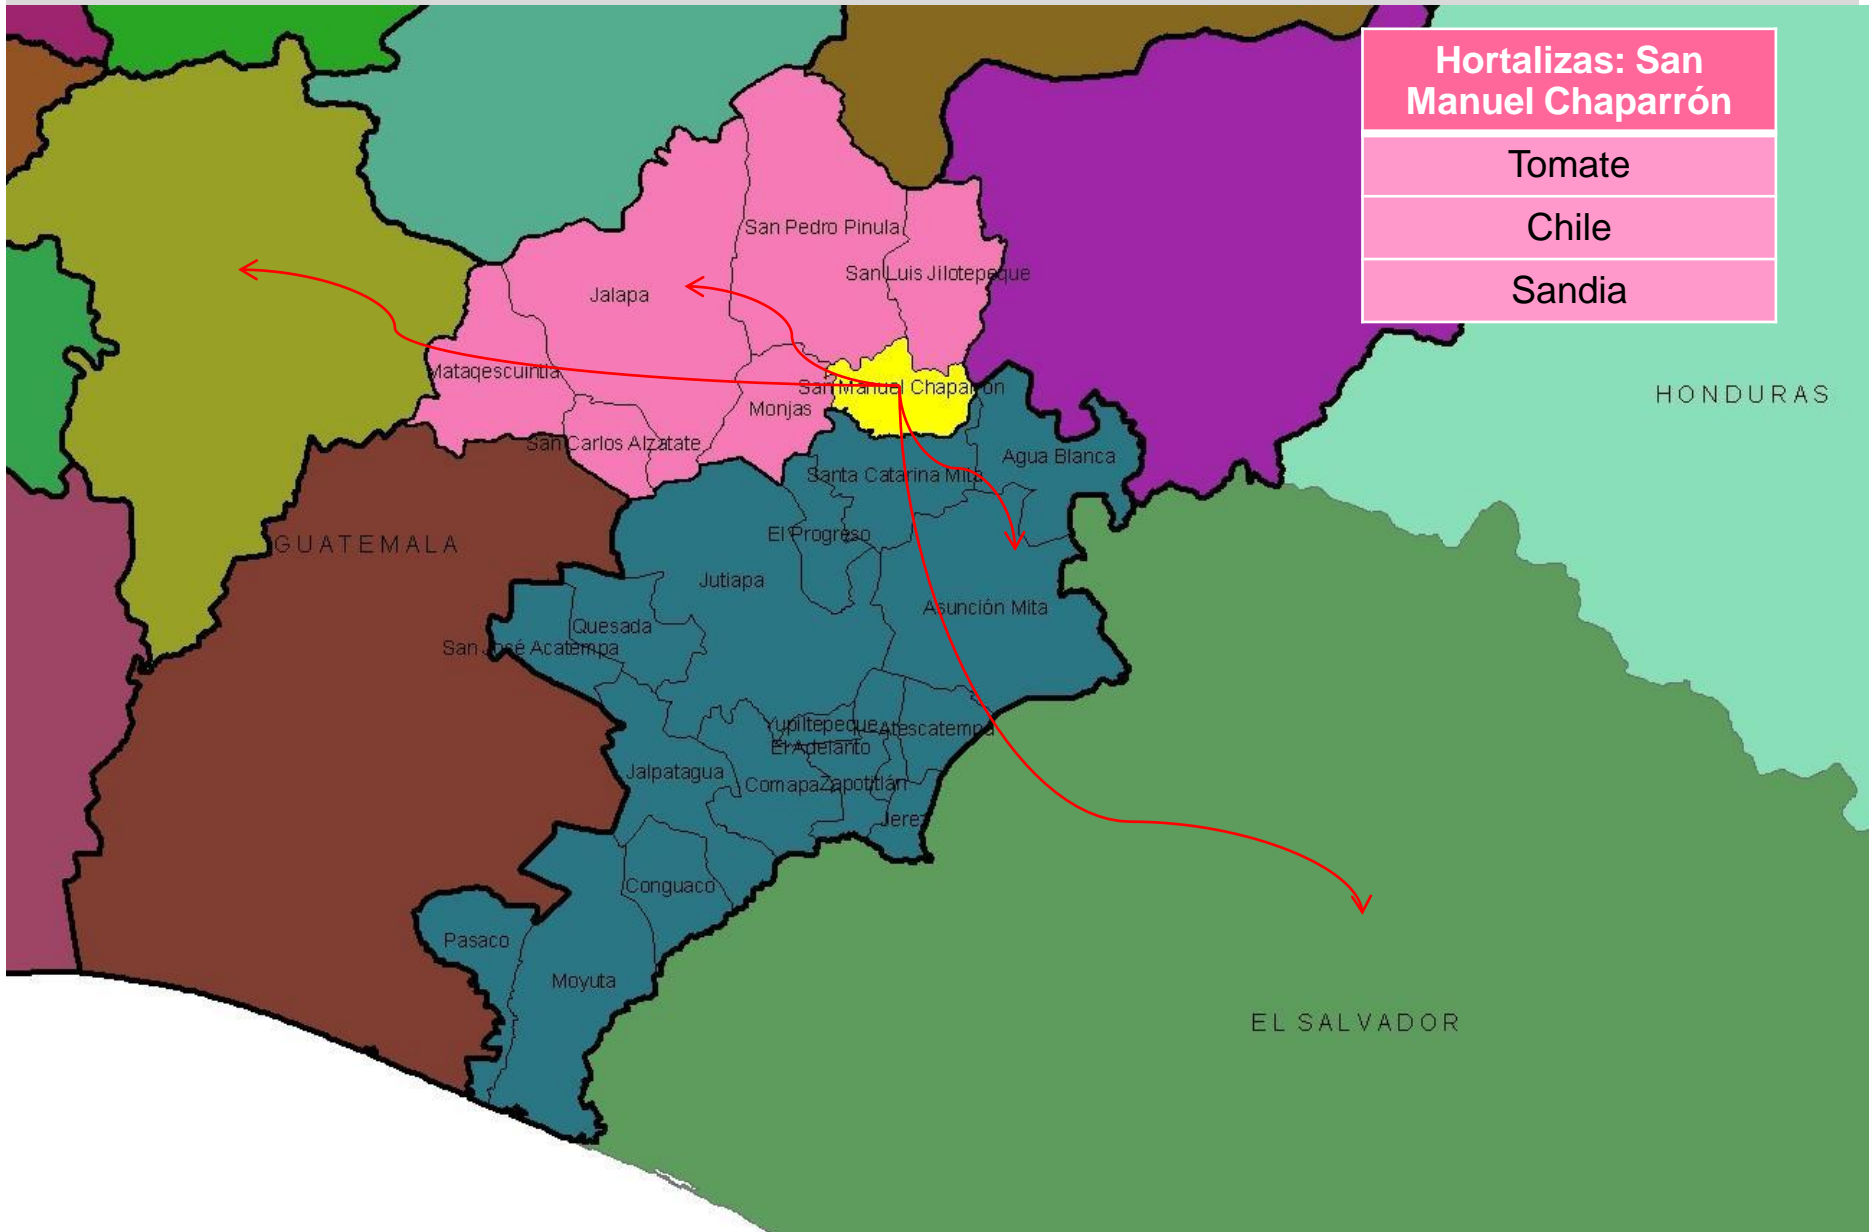 Hortalizas: San
Manuel Chaparrón
Tomate
Chile
Sandia
San Pedro Pinula
San Luis Jilotepeque
Jalapa
Mataqescuintla
San Manuel Chaparrón
Monjas
San Carlos Alzatate
HONDURAS
Agua Blanca
Santa Catarina Mita
El Progreso
GUATEMALA
Jutiapa
Asunción Mita
Quesada
San José Acatempa
Yupiltepeque
Atescatempa
El Adelanto
Jalpatagua
Comapa
Zapotitlán
Jerez
Conguaco
Pasaco
Moyuta
EL SALVADOR